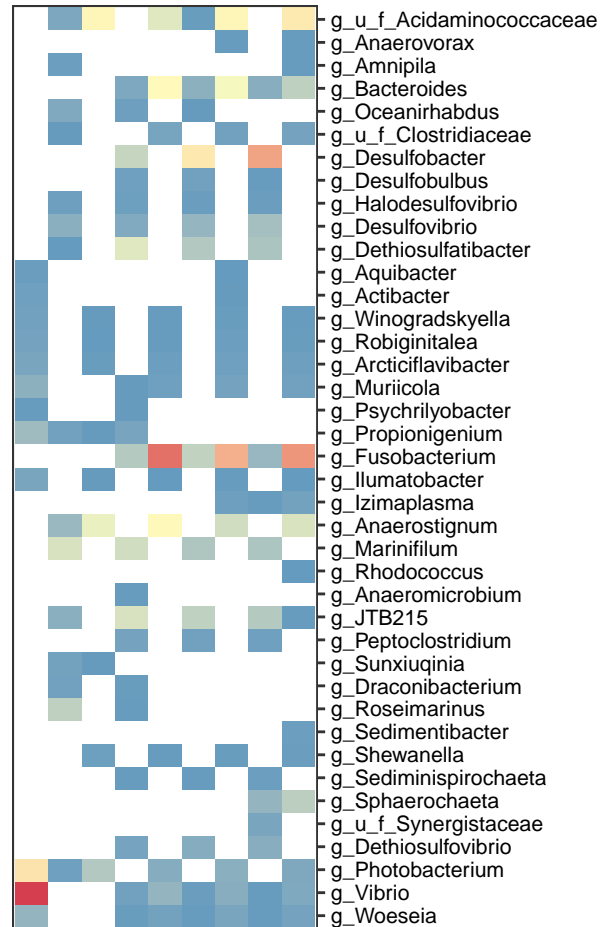 g_u_f_Acidaminococcaceae
g_Anaerovorax
g_Amnipila
g_Bacteroides
g_Oceanirhabdus
g_u_f_Clostridiaceae
g_Desulfobacter
g_Desulfobulbus
g_Halodesulfovibrio
g_Desulfovibrio
g_Dethiosulfatibacter
g_Aquibacter
g_Actibacter
g_Winogradskyella
g_Robiginitalea
g_Arcticiflavibacter
g_Muriicola
g_Psychrilyobacter
g_Propionigenium
g_Fusobacterium
g_Ilumatobacter
g_Izimaplasma
g_Anaerostignum
g_Marinifilum
g_Rhodococcus
g_Anaeromicrobium
g_JTB215
g_Peptoclostridium
g_Sunxiuqinia
g_Draconibacterium
g_Roseimarinus
g_Sedimentibacter
g_Shewanella
g_Sediminispirochaeta
g_Sphaerochaeta
g_u_f_Synergistaceae
g_Dethiosulfovibrio
g_Photobacterium
g_Vibrio
g_Woeseia